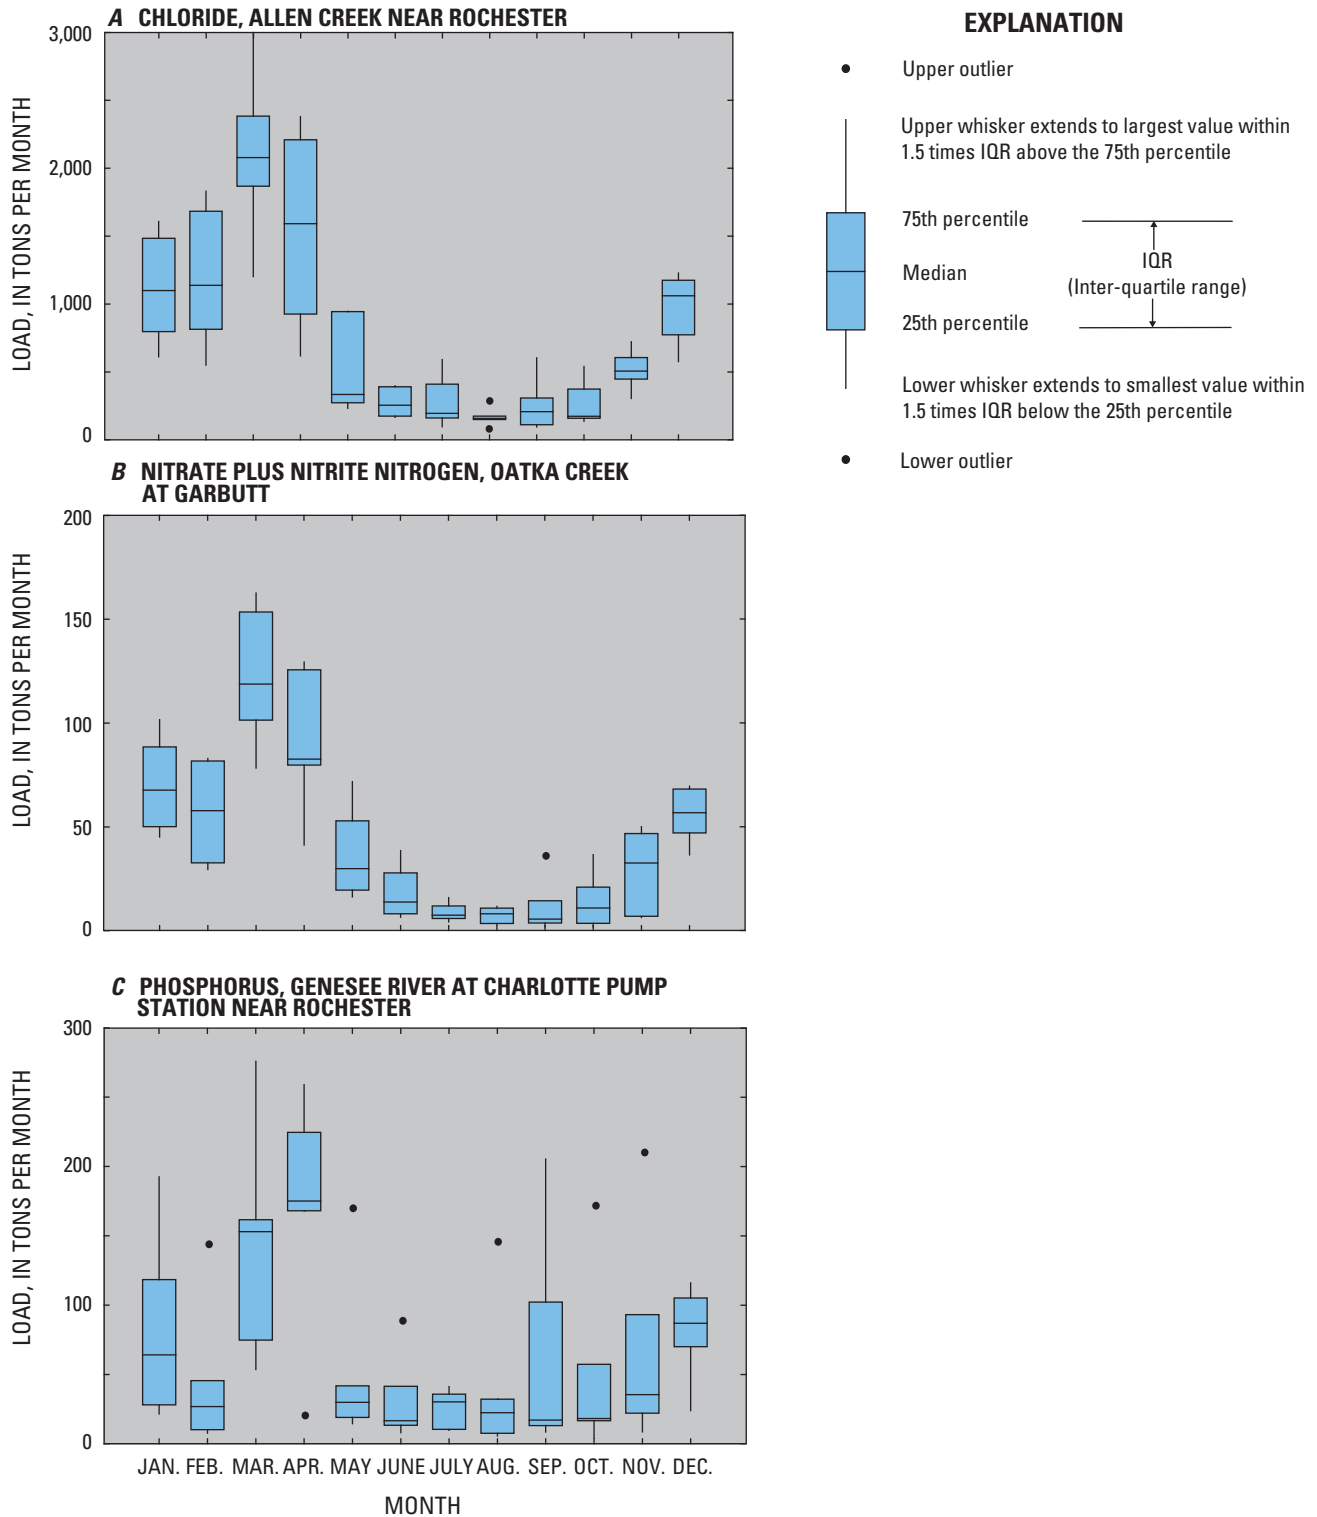 A CHLORIDE, ALLEN CREEK NEAR ROCHESTER
3,000
2,000
1,000
0
LOAD, IN TONS PER MONTH
EXPLANATION
Upper outlier
Upper whisker extends to largest value within
1.5 times IQR above the 75th percentile
75th percentile
Median
25th percentile
IQR
(Inter-quartile range)
Lower whisker extends to smallest value within
1.5 times IQR below the 25th percentile
Lower outlier
B NITRATE PLUS NITRITE NITROGEN, OATKA CREEK
AT GARBUTT
200
150
100
50
0
LOAD, IN TONS PER MONTH
C PHOSPHORUS, GENESEE RIVER AT CHARLOTTE PUMP
STATION NEAR ROCHESTER
300
200
100
0
LOAD, IN TONS PER MONTH
JAN. FEB. MAR. APR. MAY JUNE JULY AUG. SEP. OCT. NOV. DEC.
MONTH